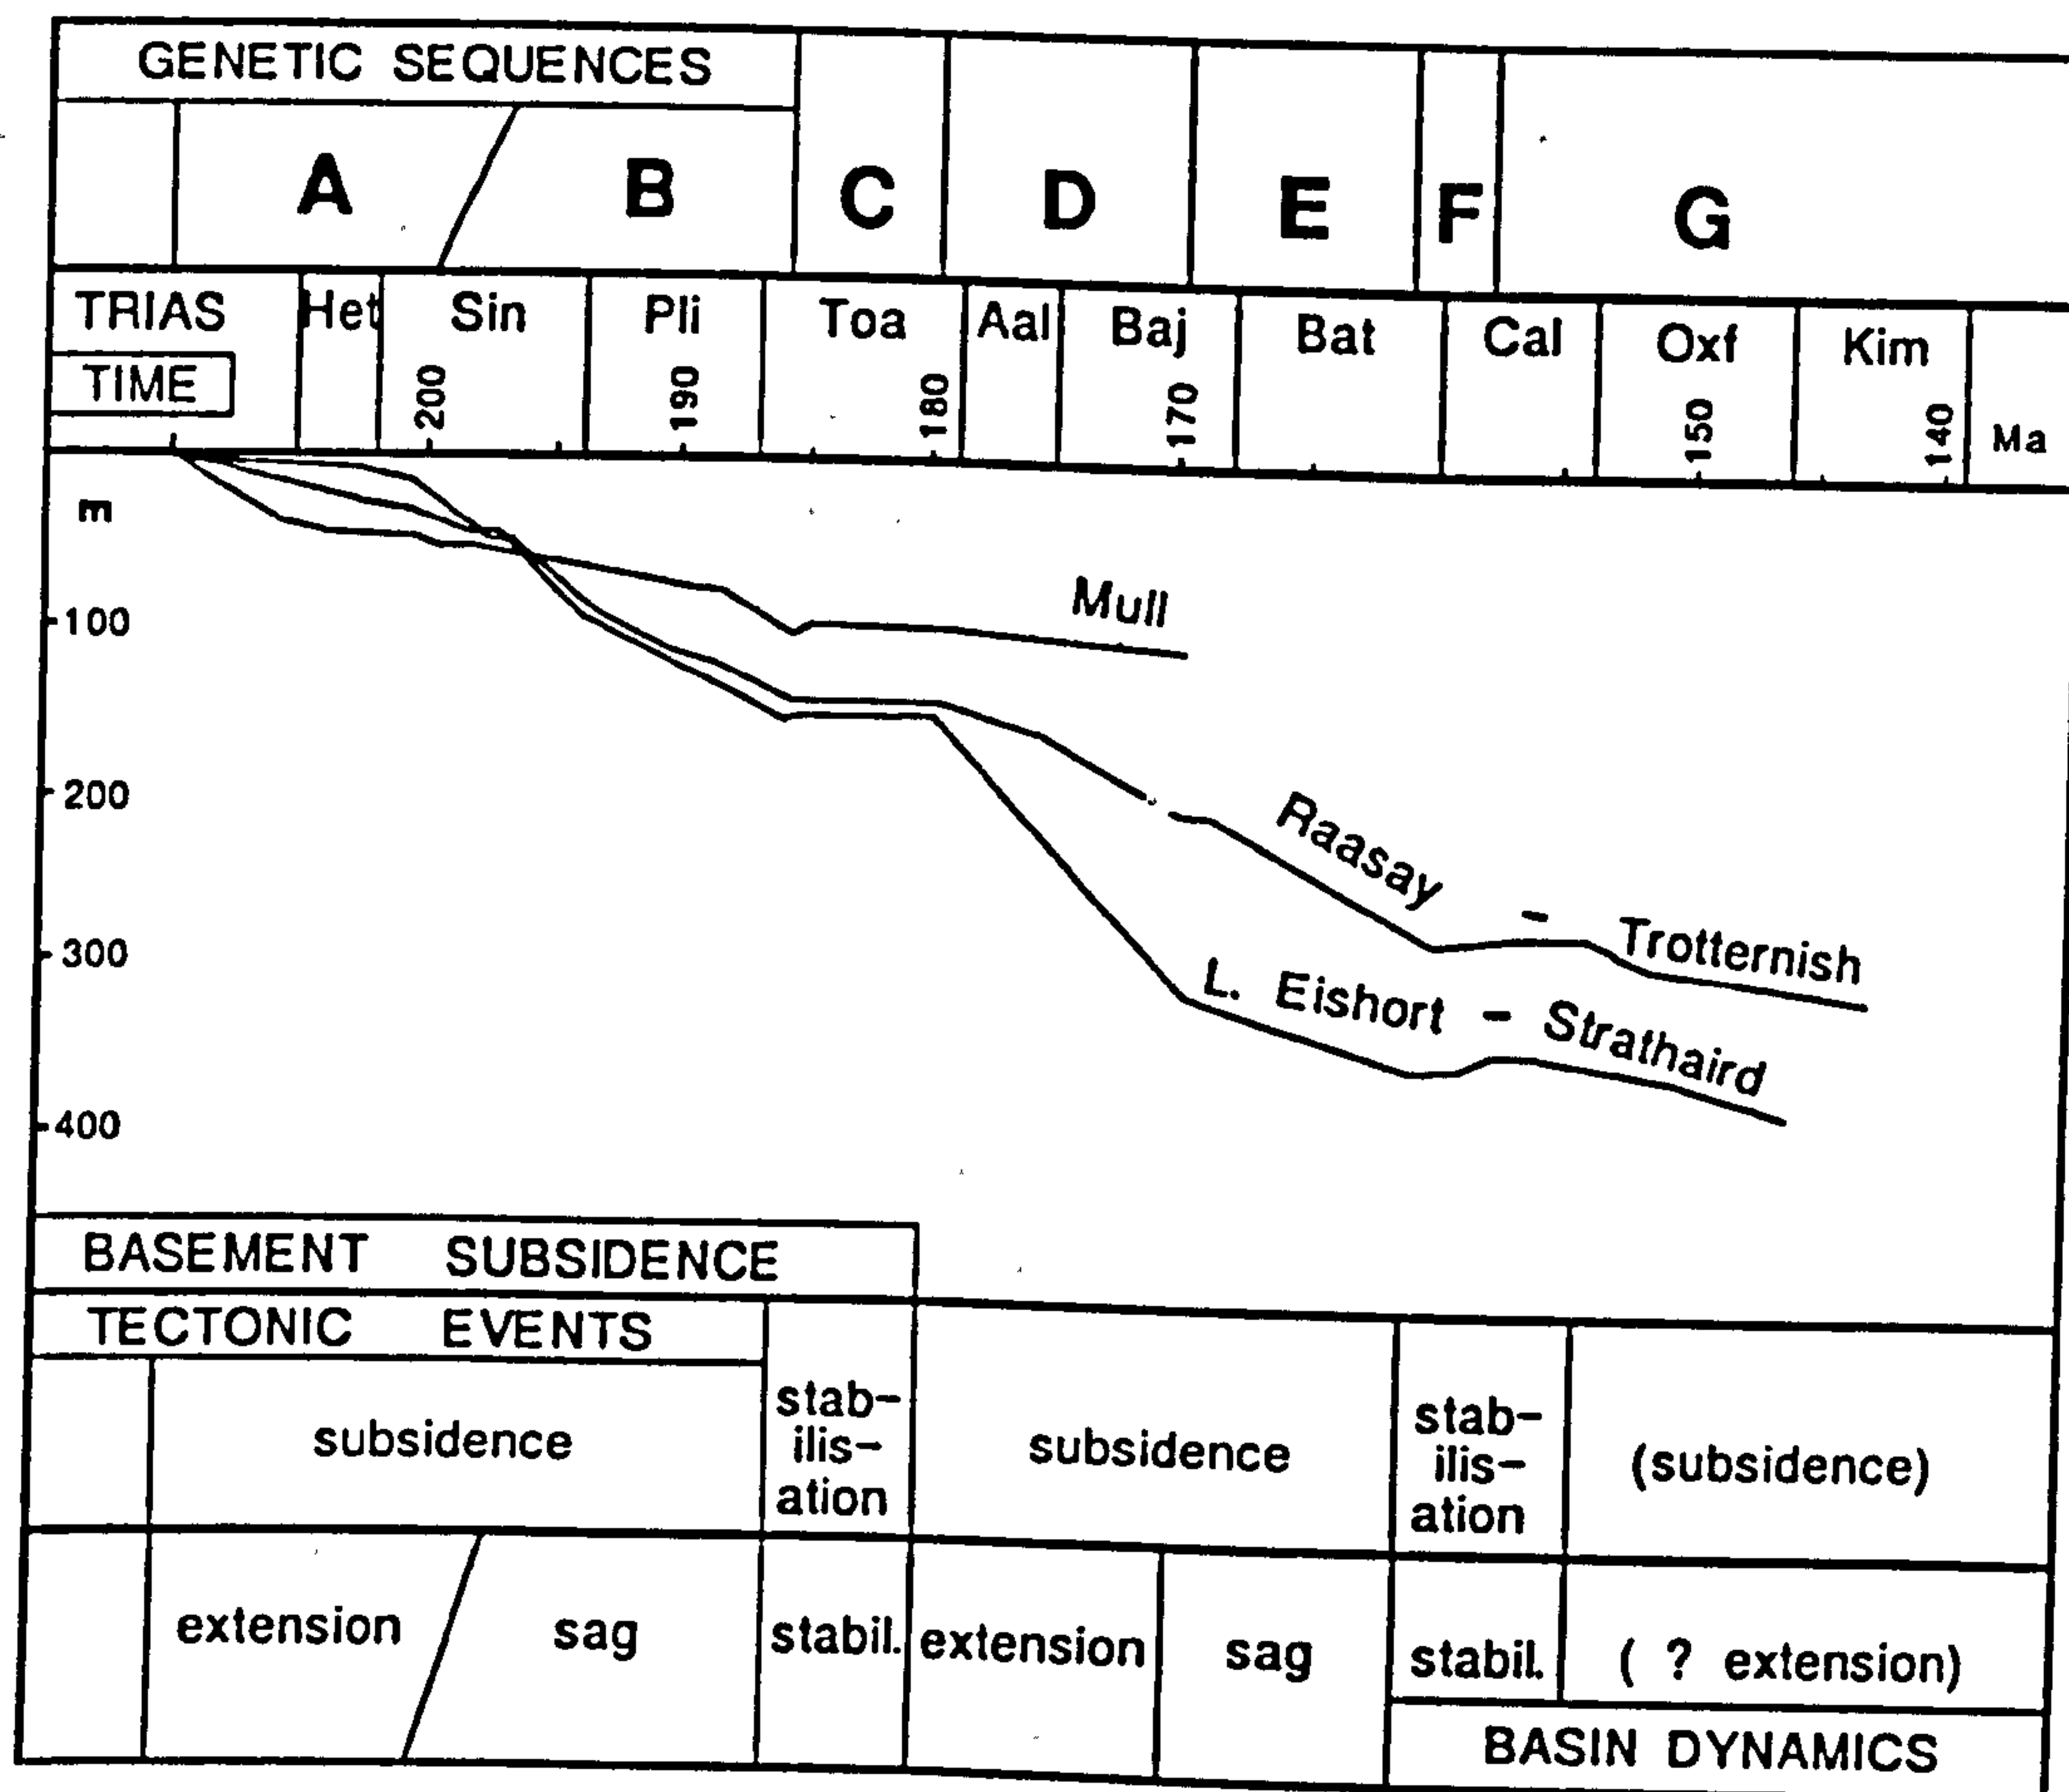 GENETIC SEQUENCES
A B C D E F G
TRIAS Het Sin Pli Toa Aal Baj Bat Cal Oxf Kim
TIME 200 190 180 170 150 140 Ma
m
Mull
100
200
Raasay - Trotternish
300
L. Eishort - Strathaird
400
BASEMENT SUBSIDENCE
TECTONIC EVENTS
subsidence
stab-
ilis-
ation
subsidence
stab-
ilis-
ation
(subsidence)
extension sag stabil. extension sag stabil. ( ? extension)
BASIN DYNAMICS